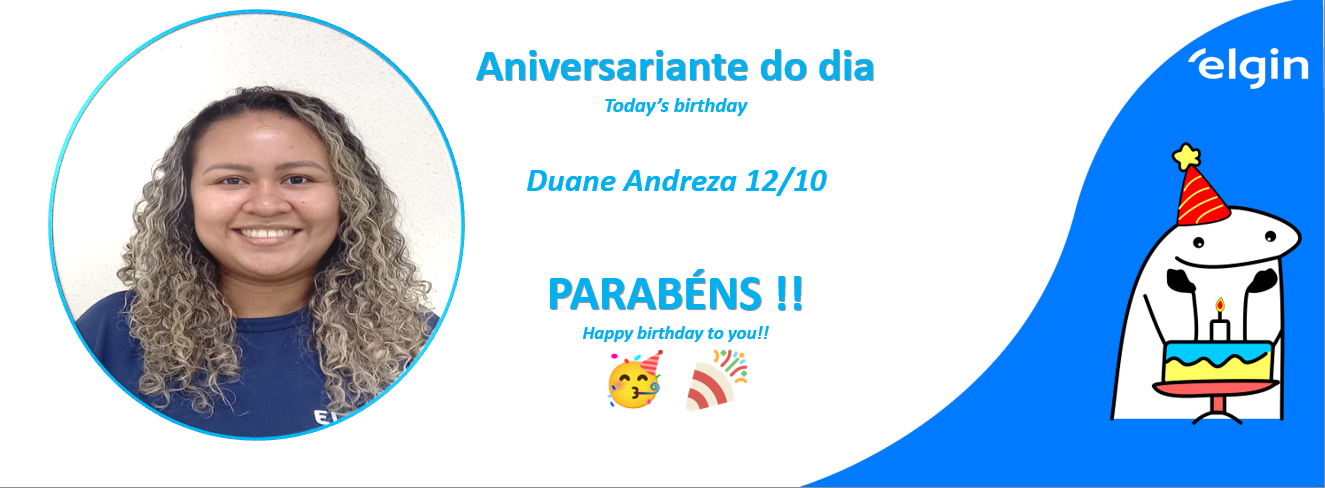 Aniversariante do dia
Today's birthday
Duane Andreza 12/10
PARABÉNS !!
Happy birthday to you!!
elgin